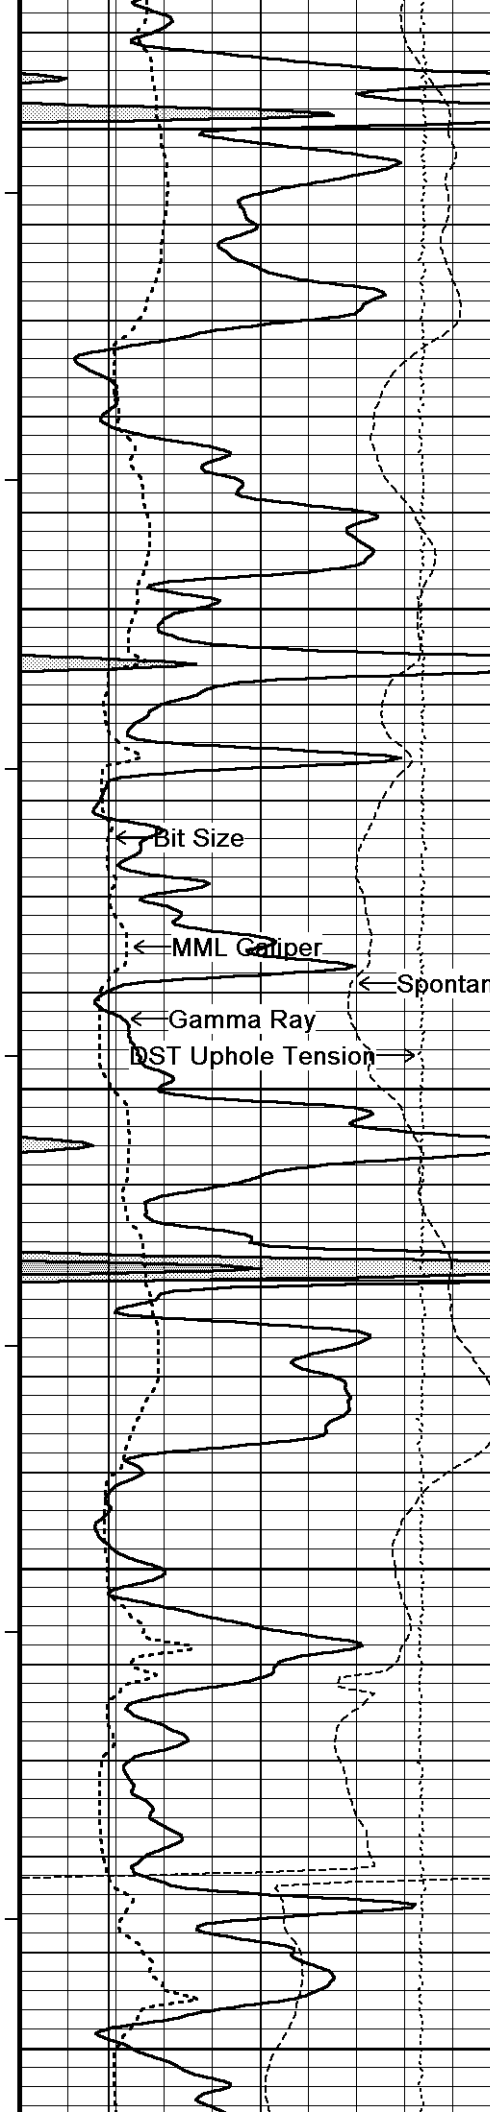 Bit Size
MML Caliper
Spontan
Gamma Ray
DST Uphole Tension